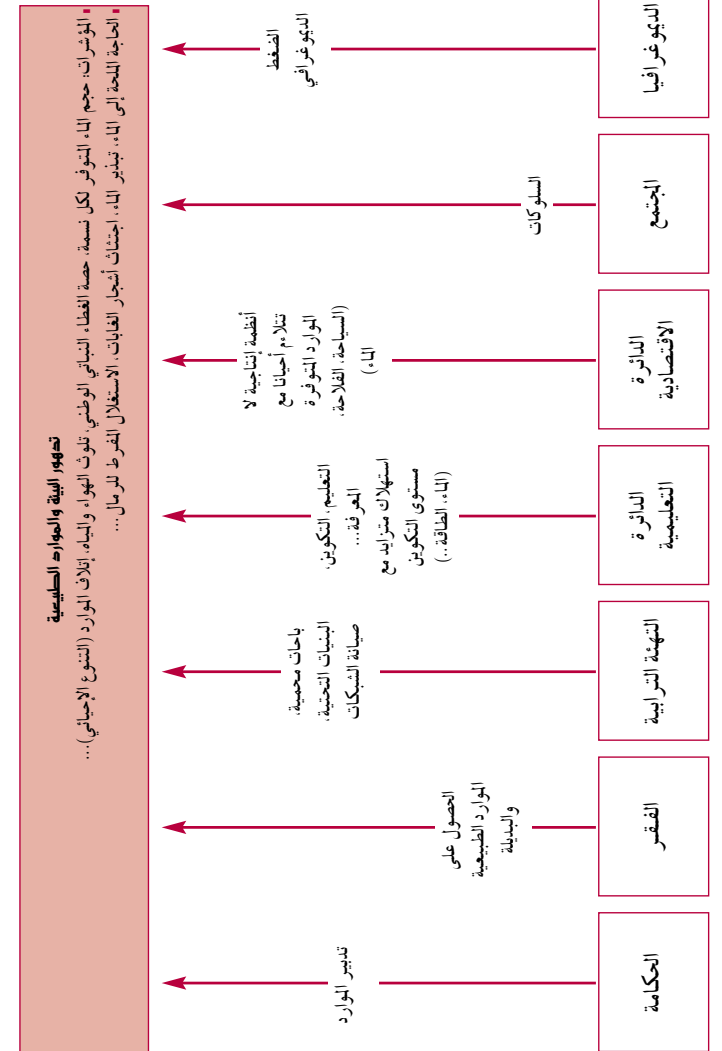 تدهور البيئة والموارد الطبيعية
▪ المؤشرات: حجم الماء المتوفر لكل نسمة، حصة الغطاء النباتي الوطني، تلوث الهواء والمياه، إتلاف الموارد (التنوع الإحيائي)...
▪ الحاجة الملحة إلى الماء، تبذير الماء، اجتثاث أشجار الغابات، الاستغلال المفرط للرمال...
الضغط
الديموغرافي
الديموغرافيا
السلوكات
المجتمع
أنظمة إنتاجية لا
تتلاءم أحيانا مع
الموارد المتوفرة
(السياحة، الفلاحة،
الماء)
الدائرة
الاقتصادية
التعليم، التكوين،
المعرفة...
استهلاك متزايد مع
مستوى التكوين
(الماء، الطاقة..)
الدائرة
التعليمية
باحات محمية،
البنيات التحتية،
صيانة الشبكات
التهيئة الترابية
الحصول على
الموارد الطبيعية
والبديلة
الفقر
تدبير الموارد
الحكامة